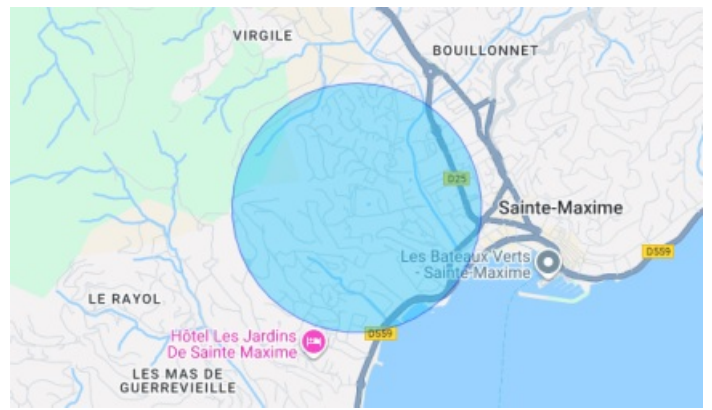 VIRGILE
BOUILLONNET
D25
Sainte-Maxime
Les Bateaux Verts
- Sainte-Maxime
D559
LE RAYOL
D559
Hôtel Les Jardins
De Sainte Maxime
LES MAS DE
GUERREVIEILLE